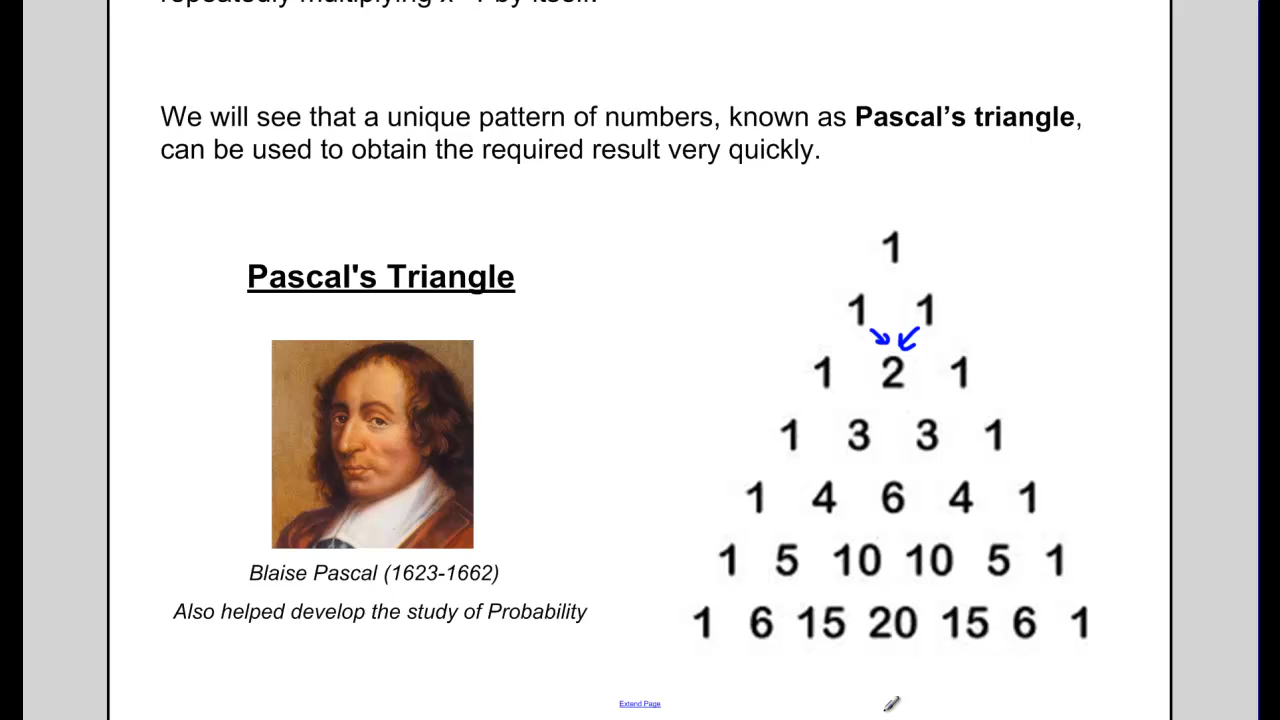 We will see that a unique pattern of numbers, known as Pascal’s triangle,
can be used to obtain the required result very quickly.
Pascal's Triangle
Blaise Pascal (1623-1662)
Also helped develop the study of Probability
1
1 1
1 2 1
1 3 3 1
1 4 6 4 1
1 5 10 10 5 1
1 6 15 20 15 6 1
Extend Page